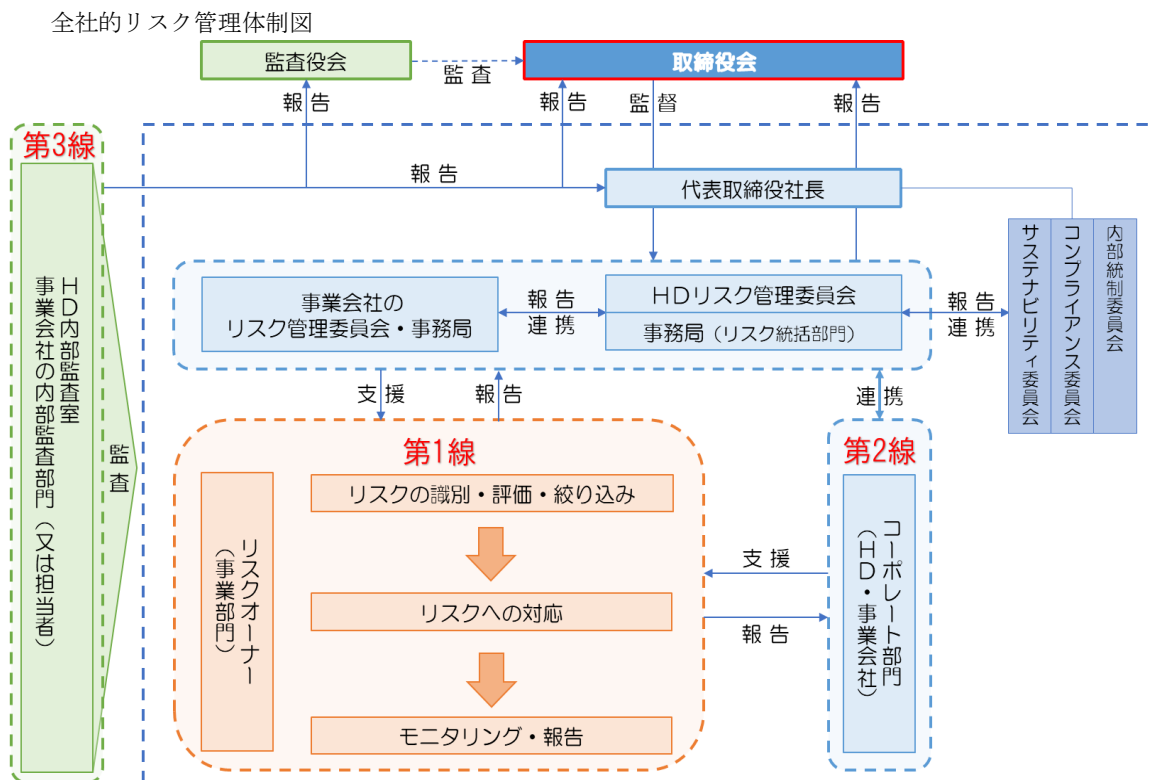 全社的リスク管理体制図
監査役会
監査
取締役会
報告
報告
監督
報告
第3線
報告
代表取締役社長
HD内部監査室
事業会社の内部監査部門（又は担当者）
監査
事業会社の
リスク管理委員会・事務局
報告
連携
HDリスク管理委員会
事務局（リスク統括部門）
報告
連携
内部統制委員会
コンプライアンス委員会
サステナビリティ委員会
支援
報告
連携
第1線
リスクオーナー
（事業部門）
リスクの識別・評価・絞り込み
リスクへの対応
モニタリング・報告
支援
報告
第2線
コーポレート部門
（HD・事業会社）